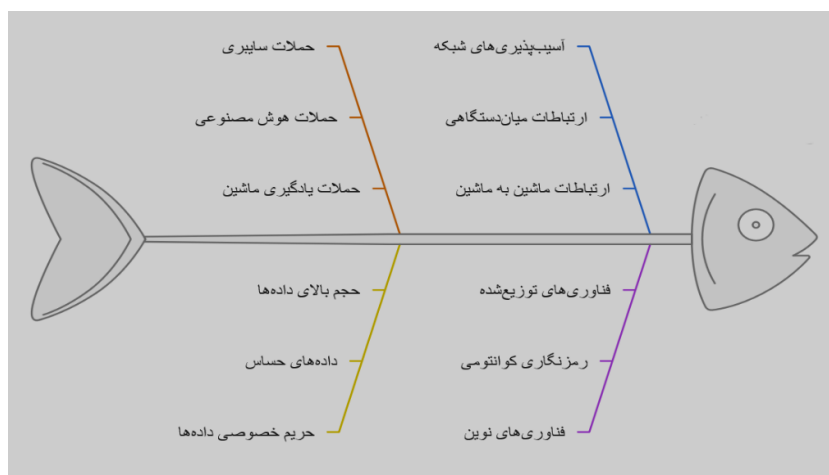 آسیب‌پذیری‌های شبکه
ارتباطات میان‌دستگاهی
ارتباطات ماشین به ماشین
حملات سایبری
حملات هوش مصنوعی
حملات یادگیری ماشین
فناوری‌های توزیع‌شده
رمزنگاری کوانتومی
فناوری‌های نوین
حجم بالای داده‌ها
داده‌های حساس
حریم خصوصی داده‌ها